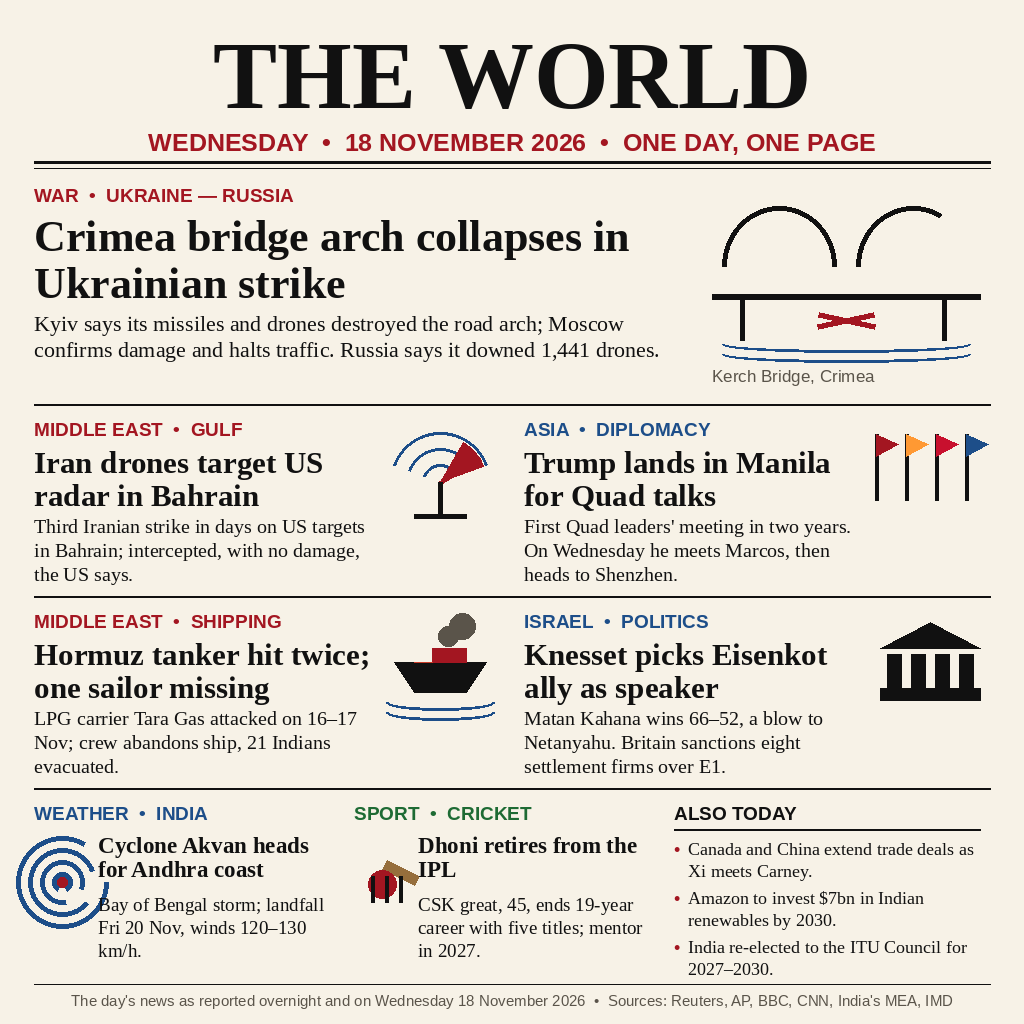 THE WORLD
WEDNESDAY • 18 NOVEMBER 2026 • ONE DAY, ONE PAGE
WAR • UKRAINE — RUSSIA
Crimea bridge arch collapses in
Ukrainian strike
Kyiv says its missiles and drones destroyed the road arch; Moscow
confirms damage and halts traffic. Russia says it downed 1,441 drones.
Kerch Bridge, Crimea
MIDDLE EAST • GULF
Iran drones target US
radar in Bahrain
Third Iranian strike in days on US targets
in Bahrain; intercepted, with no damage,
the US says.
ASIA • DIPLOMACY
Trump lands in Manila
for Quad talks
First Quad leaders' meeting in two years.
On Wednesday he meets Marcos, then
heads to Shenzhen.
MIDDLE EAST • SHIPPING
Hormuz tanker hit twice;
one sailor missing
LPG carrier Tara Gas attacked on 16–17
Nov; crew abandons ship, 21 Indians
evacuated.
ISRAEL • POLITICS
Knesset picks Eisenkot
ally as speaker
Matan Kahana wins 66–52, a blow to
Netanyahu. Britain sanctions eight
settlement firms over E1.
WEATHER • INDIA
Cyclone Akvan heads
for Andhra coast
Bay of Bengal storm; landfall
Fri 20 Nov, winds 120–130
km/h.
SPORT • CRICKET
Dhoni retires from the
IPL
CSK great, 45, ends 19-year
career with five titles; mentor
in 2027.
ALSO TODAY
• Canada and China extend trade deals as
Xi meets Carney.
• Amazon to invest $7bn in Indian
renewables by 2030.
• India re-elected to the ITU Council for
2027–2030.
The day's news as reported overnight and on Wednesday 18 November 2026 • Sources: Reuters, AP, BBC, CNN, India's MEA, IMD